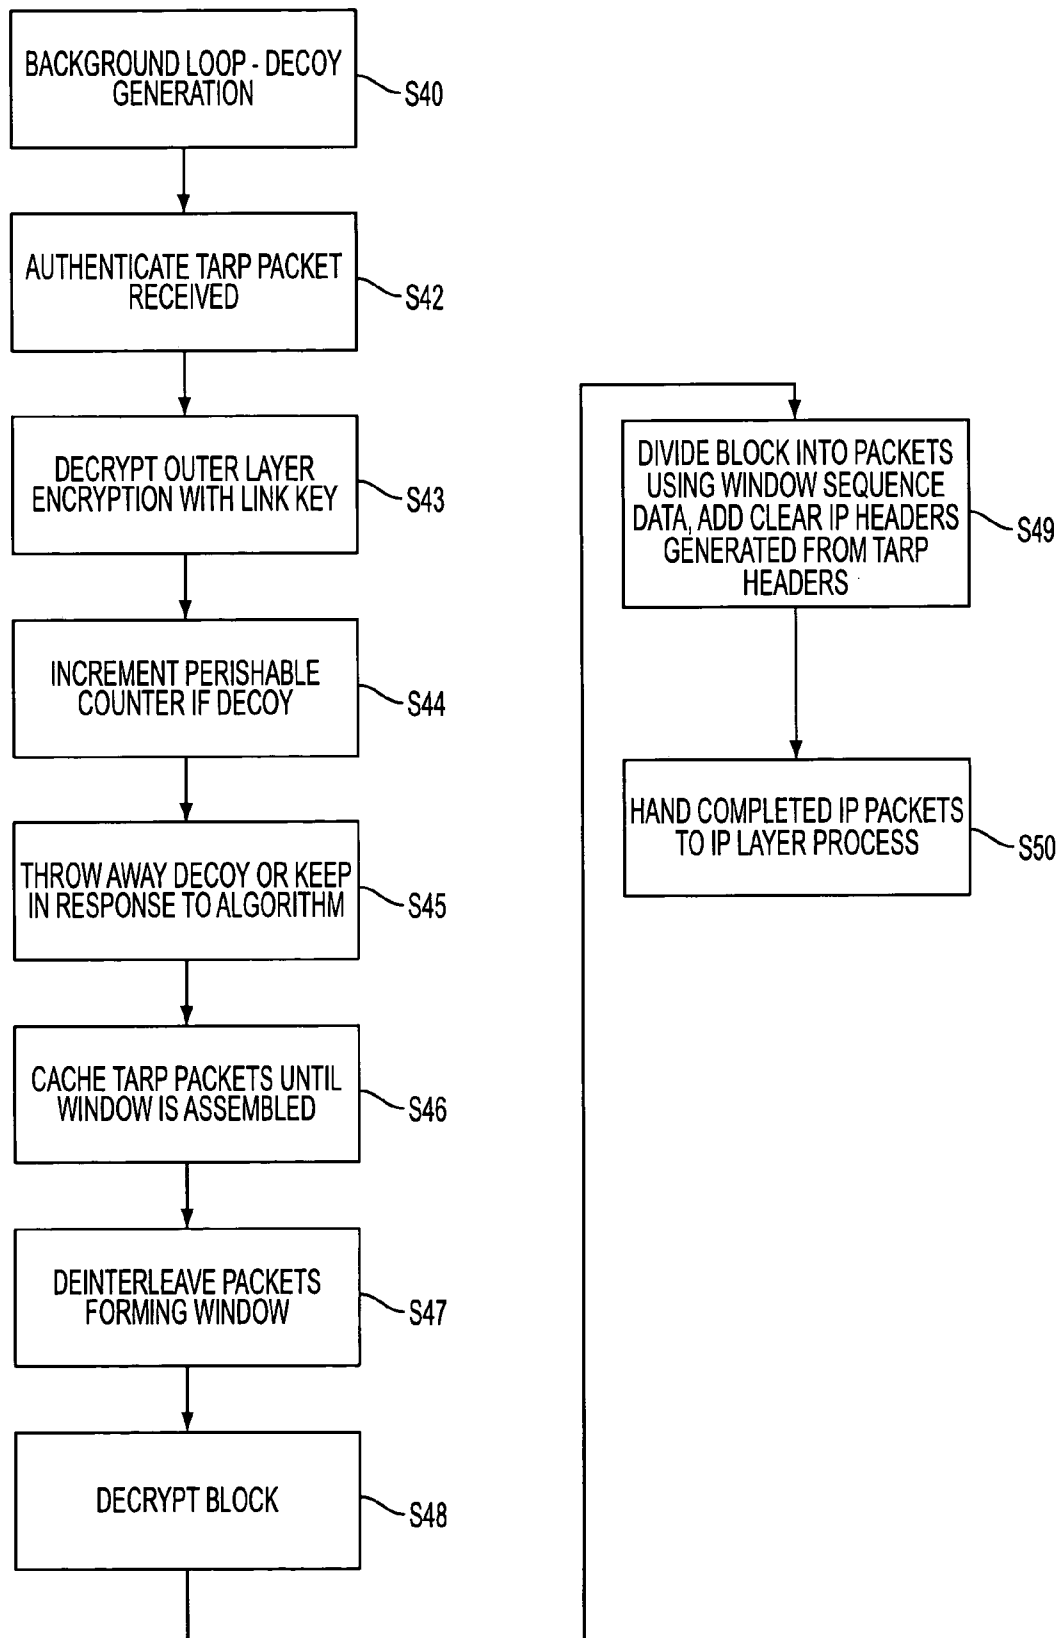 BACKGROUND LOOP - DECOY
GENERATION
S40
AUTHENTICATE TARP PACKET
RECEIVED
S42
DECRYPT OUTER LAYER
ENCRYPTION WITH LINK KEY
S43
INCREMENT PERISHABLE
COUNTER IF DECOY
S44
THROW AWAY DECOY OR KEEP
IN RESPONSE TO ALGORITHM
S45
CACHE TARP PACKETS UNTIL
WINDOW IS ASSEMBLED
S46
DEINTERLEAVE PACKETS
FORMING WINDOW
S47
DECRYPT BLOCK
S48
DIVIDE BLOCK INTO PACKETS
USING WINDOW SEQUENCE
DATA, ADD CLEAR IP HEADERS
GENERATED FROM TARP
HEADERS
S49
HAND COMPLETED IP PACKETS
TO IP LAYER PROCESS
S50